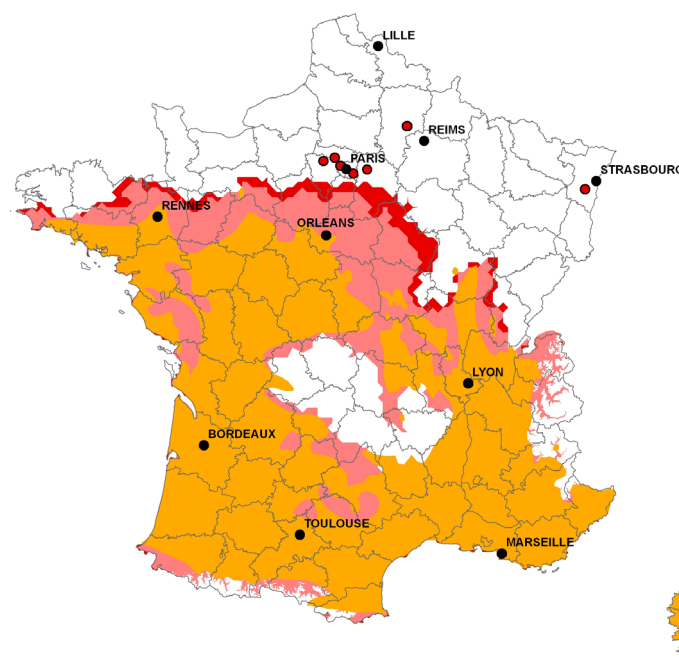 LILLE
REIMS
PARIS
STRASBOURG
RENNES
ORLEANS
LYON
BORDEAUX
TOULOUSE
MARSEILLE